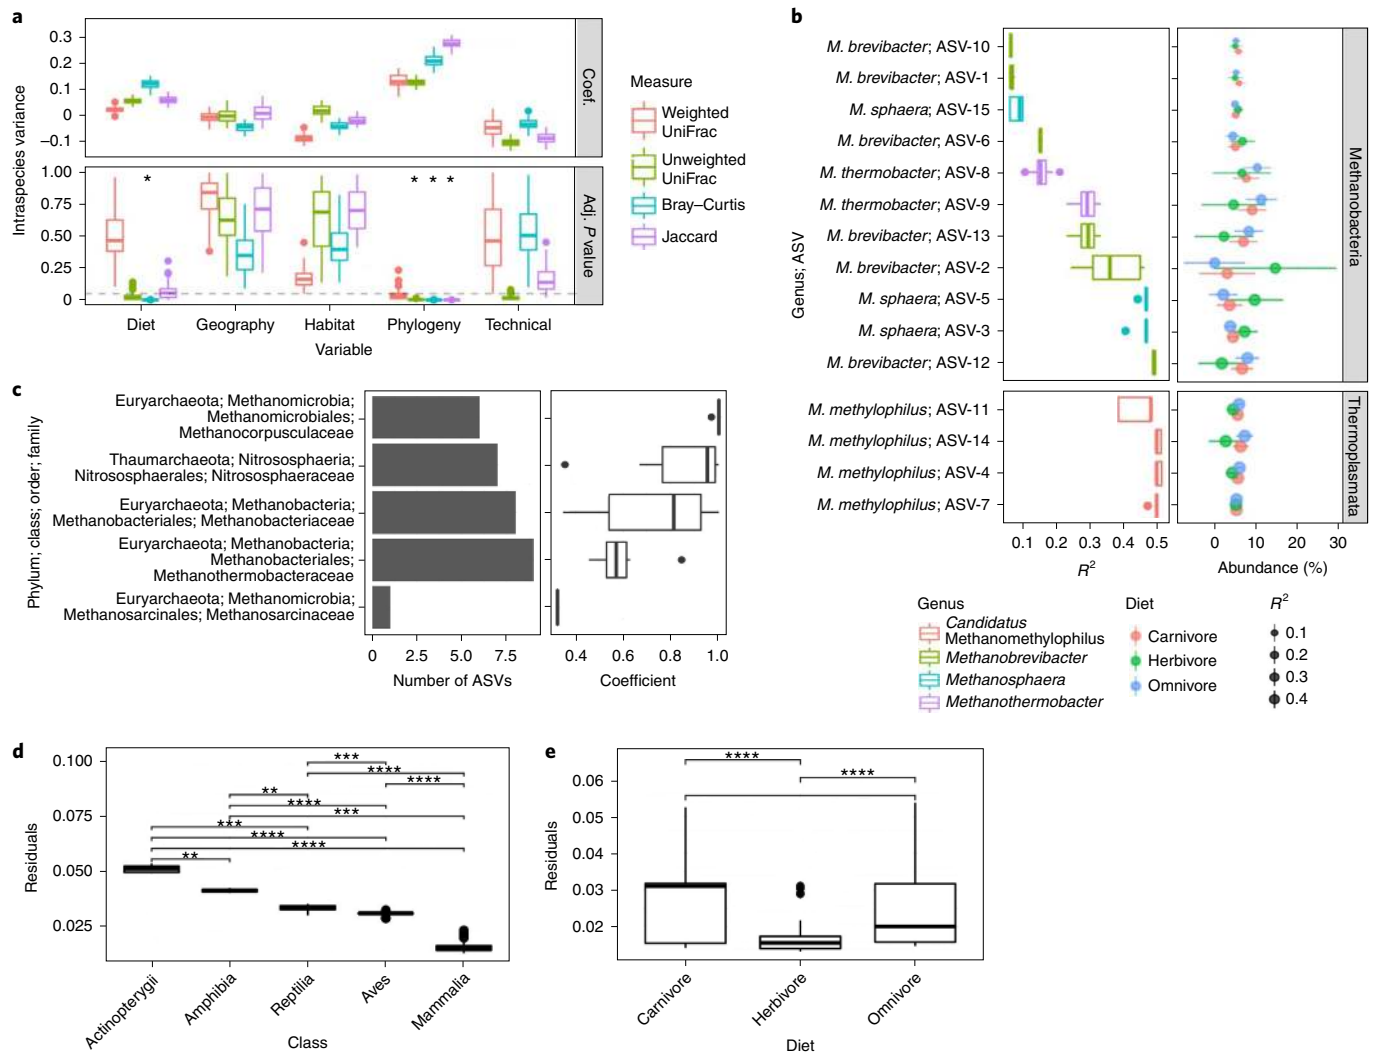 a
0.3
0.2
0.1
0
–0.1
Coef.
1.00
0.75
0.50
0.25
0
*
* * *
Adj. P value
Intraspecies variance
Diet
Geography
Habitat
Phylogeny
Technical
Variable
Measure
Weighted
UniFrac
Unweighted
UniFrac
Bray–Curtis
Jaccard
b
Genus; ASV
M. brevibacter; ASV-10
M. brevibacter; ASV-1
M. sphaera; ASV-15
M. brevibacter; ASV-6
M. thermobacter; ASV-8
M. thermobacter; ASV-9
M. brevibacter; ASV-13
M. brevibacter; ASV-2
M. sphaera; ASV-5
M. sphaera; ASV-3
M. brevibacter; ASV-12
Methanobacteria
M. methylophilus; ASV-11
M. methylophilus; ASV-14
M. methylophilus; ASV-4
M. methylophilus; ASV-7
Thermoplasmata
0.1 0.2 0.3 0.4 0.5
R2
0 10 20 30
Abundance (%)
Genus
Candidatus
Methanomethylophilus
Methanobrevibacter
Methanosphaera
Methanothermobacter
Diet
Carnivore
Herbivore
Omnivore
R2
0.1
0.2
0.3
0.4
c
Phylum; class; order; family
Euryarchaeota; Methanomicrobia;
Methanomicrobiales;
Methanocorpusculaceae
Thaumarchaeota; Nitrososphaeria;
Nitrososphaerales; Nitrososphaeraceae
Euryarchaeota; Methanobacteria;
Methanobacteriales; Methanobacteriaceae
Euryarchaeota; Methanobacteria;
Methanobacteriales;
Methanothermobacteraceae
Euryarchaeota; Methanomicrobia;
Methanosarcinales; Methanosarcinaceae
0 2.5 5.0 7.5
Number of ASVs
0.4 0.6 0.8 1.0
Coefficient
d
0.100
0.075
0.050
0.025
Residuals
***
****
****
**
****
***
***
****
****
**
Actinopterygii
Amphibia
Reptilia
Aves
Mammalia
Class
e
0.06
0.05
0.04
0.03
0.02
Residuals
****
****
Carnivore
Herbivore
Omnivore
Diet